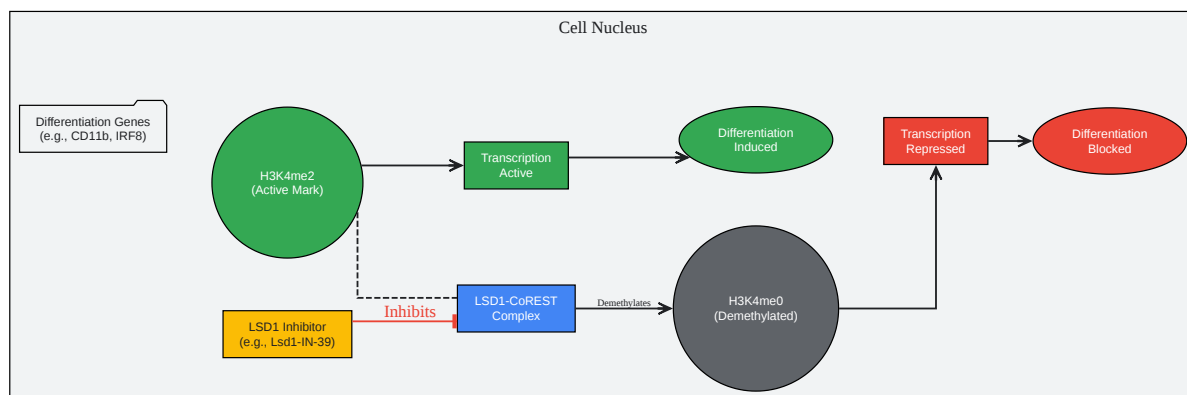 Cell Nucleus
Differentiation Genes
(e.g., CD11b, IRF8)
H3K4me2
(Active Mark)
Transcription
Active
Differentiation
Induced
Transcription
Repressed
Differentiation
Blocked
LSD1 Inhibitor
(e.g., Lsd1-IN-39)
Inhibits
LSD1-CoREST
Complex
Demethylates
H3K4me0
(Demethylated)